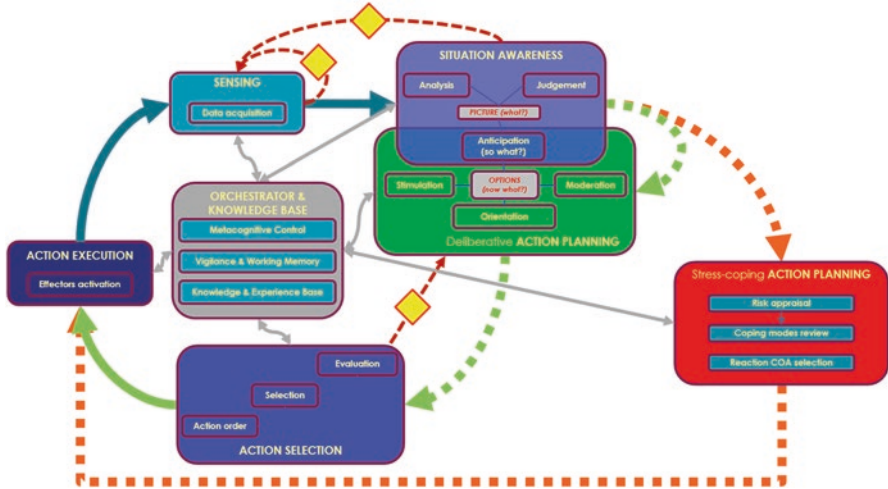 SITUATION AWARENESS
Analysis
Judgement
PICTURE (what?)
Anticipation
(so what?)
SENSING
Data acquisition
Stimulation
OPTIONS
(now what?)
Moderation
Orientation
Deliberative ACTION PLANNING
ORCHESTRATOR &
KNOWLEDGE BASE
Metacognitive Control
Vigilance & Working Memory
Knowledge & Experience Base
ACTION EXECUTION
Effectors activation
Stress-coping ACTION PLANNING
Risk appraisal
Coping modes review
Reaction COA selection
Evaluation
Selection
Action order
ACTION SELECTION